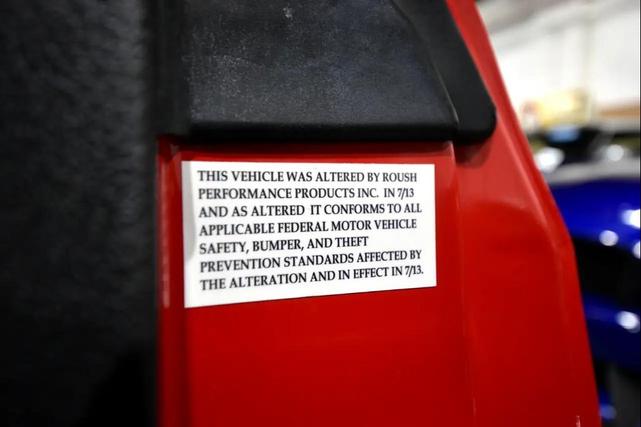 THIS VEHICLE WAS ALTERED BY ROUSH
PERFORMANCE PRODUCTS INC. IN 7/13
AND AS ALTERED IT CONFORMS TO ALL
APPLICABLE FEDERAL MOTOR VEHICLE
SAFETY, BUMPER, AND THEFT
PREVENTION STANDARDS AFFECTED BY
THE ALTERATION AND IN EFFECT IN 7/13.